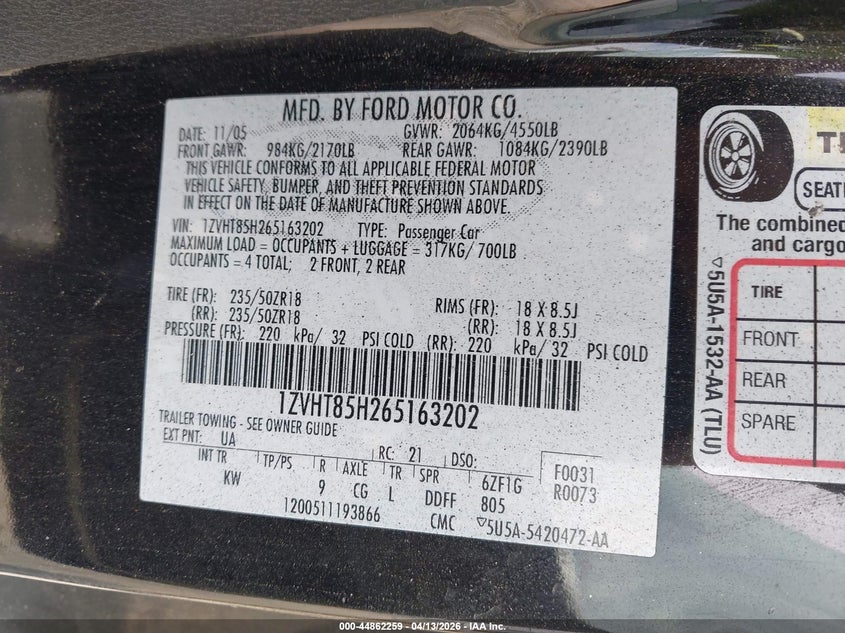 MFD. BY FORD MOTOR CO.
DATE: 11/05 GVWR: 2064KG/4550LB
FRONT GAWR: 984KG/2170LB REAR GAWR: 1084KG/2390LB
THIS VEHICLE CONFORMS TO ALL APPLICABLE FEDERAL MOTOR
VEHICLE SAFETY, BUMPER, AND THEFT PREVENTION STANDARDS
IN EFFECT ON THE DATE OF MANUFACTURE SHOWN ABOVE.
VIN: 1ZVHT85H265163202 TYPE: Passenger Car
MAXIMUM LOAD = OCCUPANTS + LUGGAGE = 317KG/700LB
OCCUPANTS = 4 TOTAL; 2 FRONT, 2 REAR
TIRE (FR): 235/50ZR18 RIMS (FR): 18 X 8.5J
(RR): 235/50ZR18 (RR): 18 X 8.5J
PRESSURE (FR): 220 kPa/ 32 PSI COLD (RR): 220 kPa/ 32 PSI COLD
1ZVHT85H265163202
TRAILER TOWING - SEE OWNER GUIDE
EXT PNT: UA RC: 21 DSO: F0031
INT TR TP/PS R AXLE TR SPR 6ZF1G R0073
KW 9 CG L DDFF 805
1200511193866 CMC ▽5U5A-5420472-AA
SEATI
The combined
and cargo
TIRE
FRONT
REAR
SPARE
▽5U5A-1532-AA (TLU)
000-44862259 - 04/13/2026 - IAA Inc.